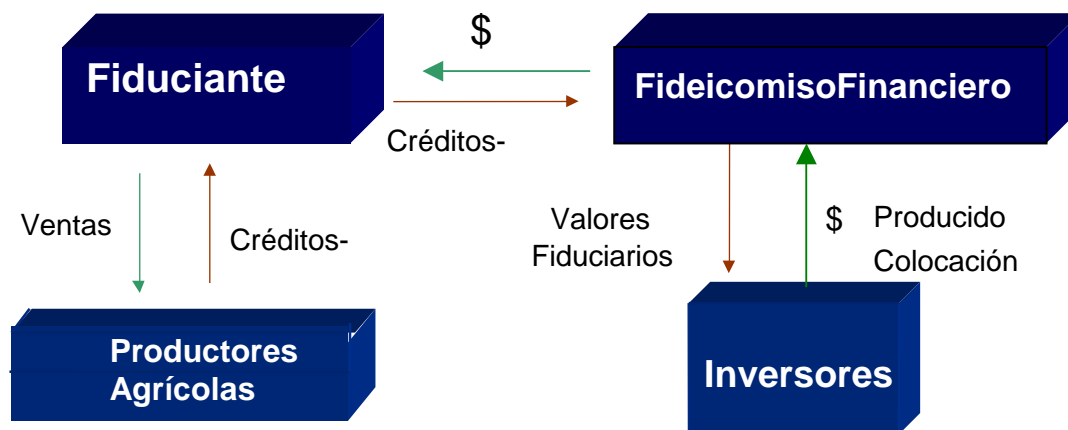 $
Fiduciante
FideicomisoFinanciero
Créditos-
Ventas
Créditos-
Valores
Fiduciarios
$ Producido
Colocación
Productores
Agrícolas
Inversores